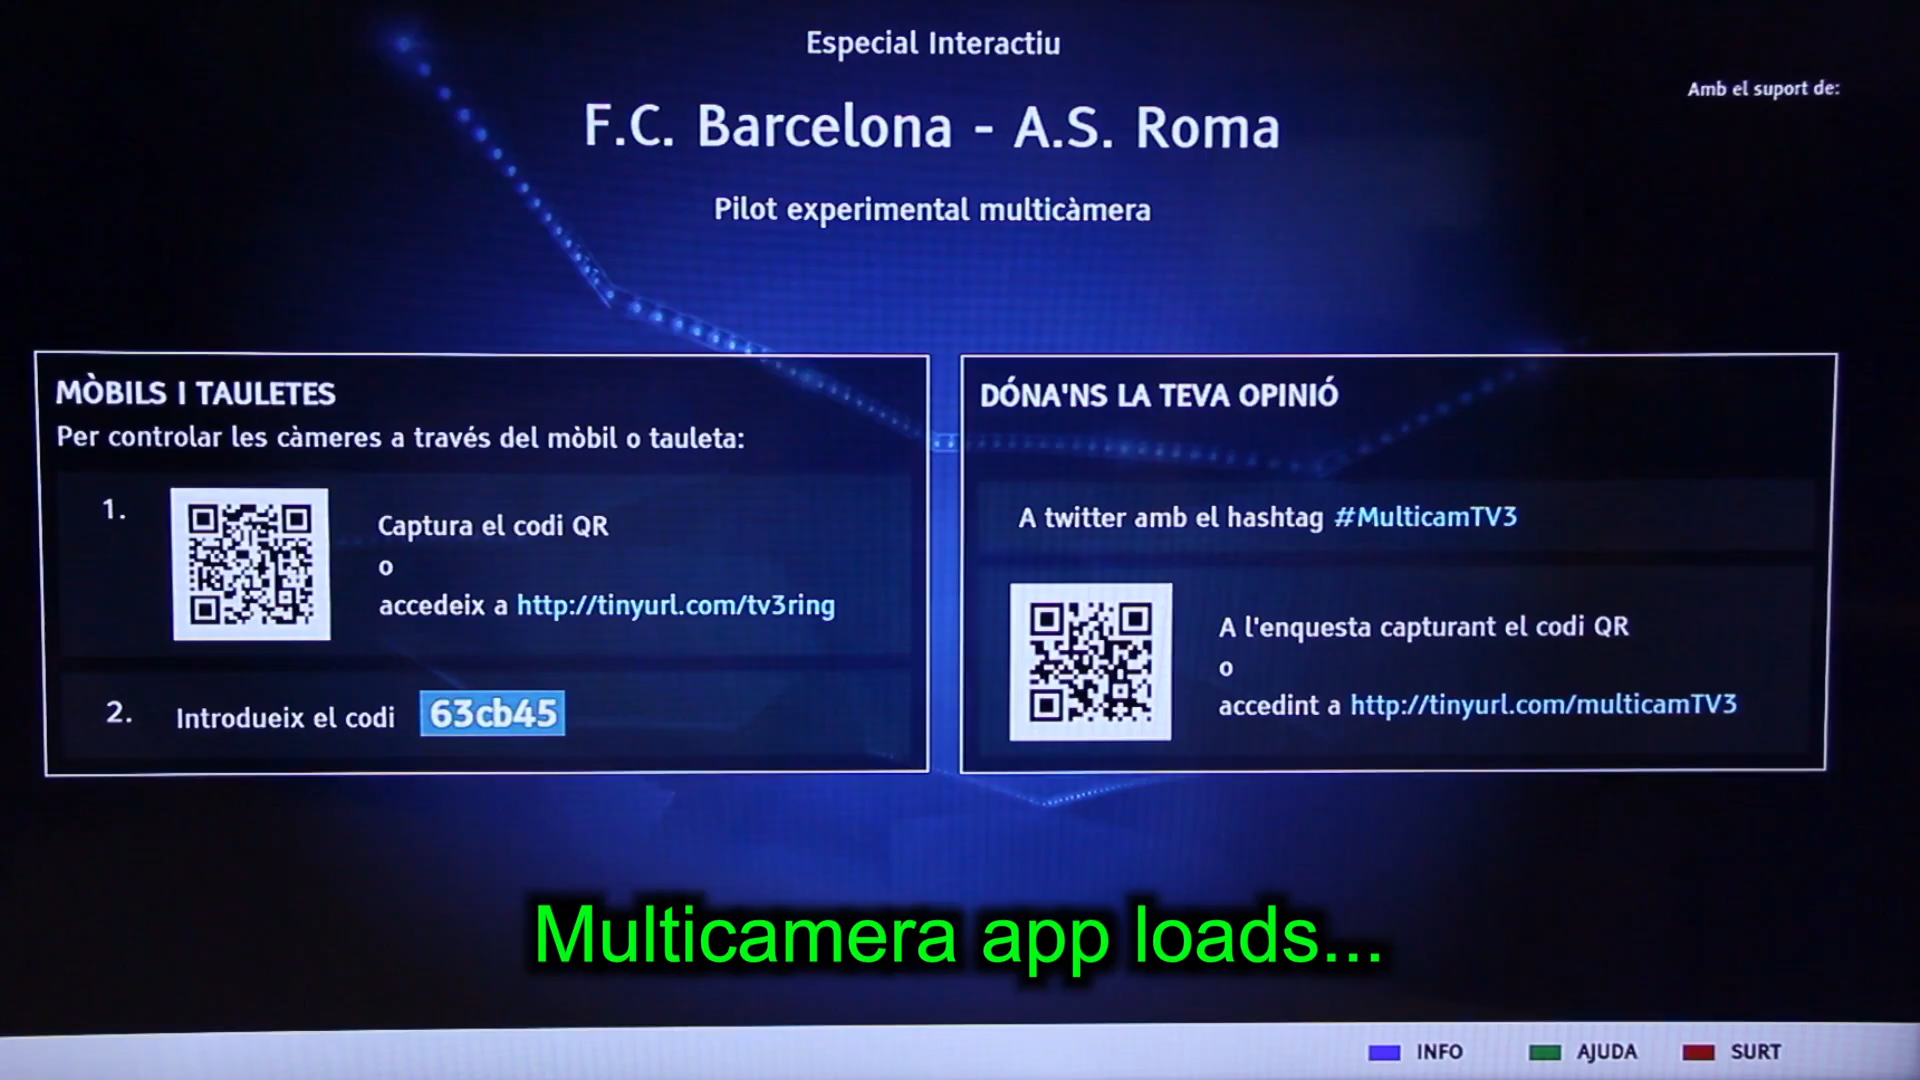 Especial Interactiu
Amb el suport de:
F.C. Barcelona - A.S. Roma
Pilot experimental multicàmera
MÒBILS I TAULETES
Per controlar les càmeres a través del mòbil o tauleta:
1.
Captura el codi QR
o
accedeix a http://tinyurl.com/tv3ring
2. Introdueix el codi 63cb45
DÓNA'NS LA TEVA OPINIÓ
A twitter amb el hashtag #MulticamTV3
A l'enquesta capturant el codi QR
o
accedint a http://tinyurl.com/multicamTV3
Multicamera app loads...
INFO AJUDA SURT